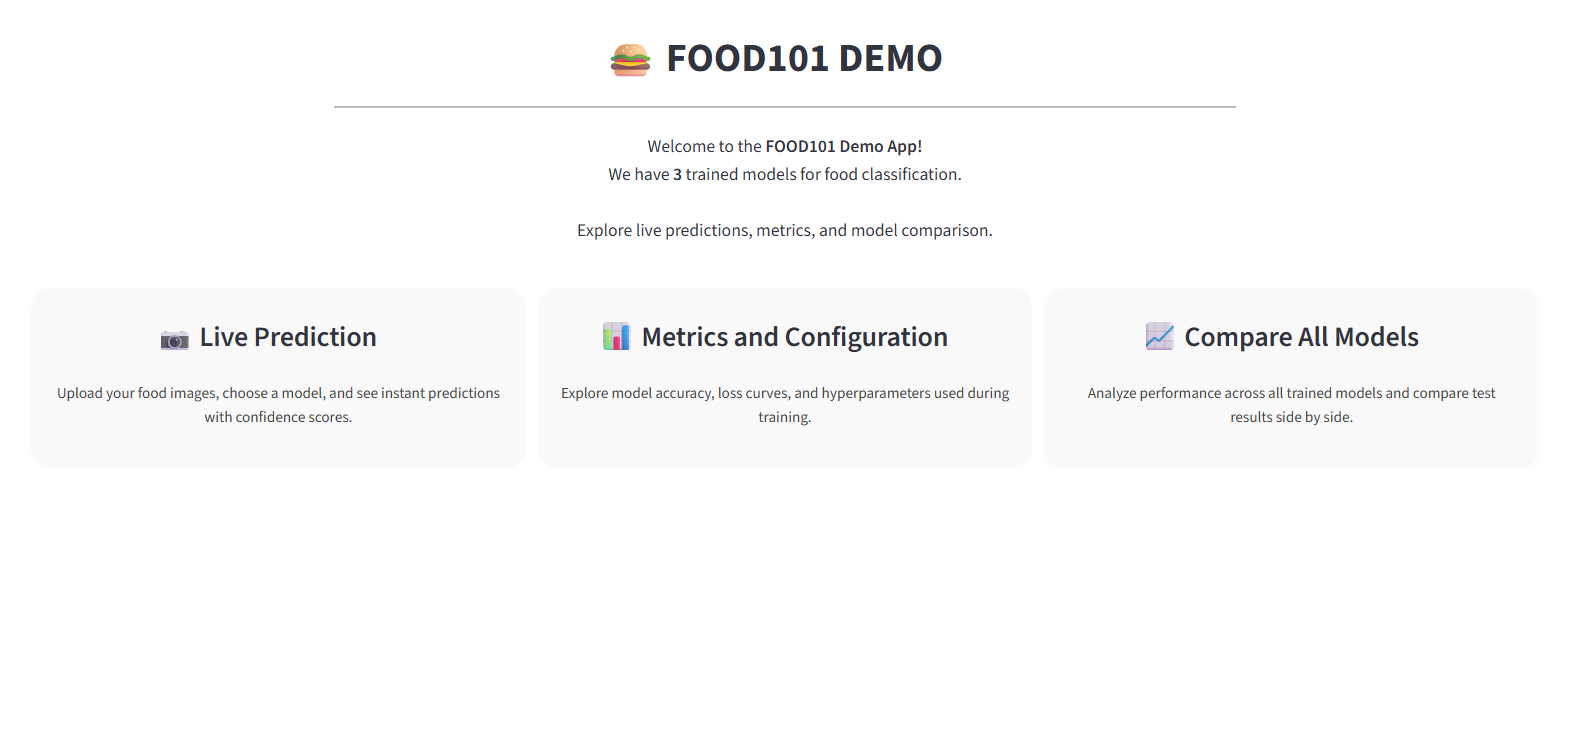 FOOD101 DEMO
Welcome to the FOOD101 Demo App!
We have 3 trained models for food classification.
Explore live predictions, metrics, and model comparison.
Live Prediction
Upload your food images, choose a model, and see instant predictions
with confidence scores.
Metrics and Configuration
Explore model accuracy, loss curves, and hyperparameters used during
training.
Compare All Models
Analyze performance across all trained models and compare test
results side by side.